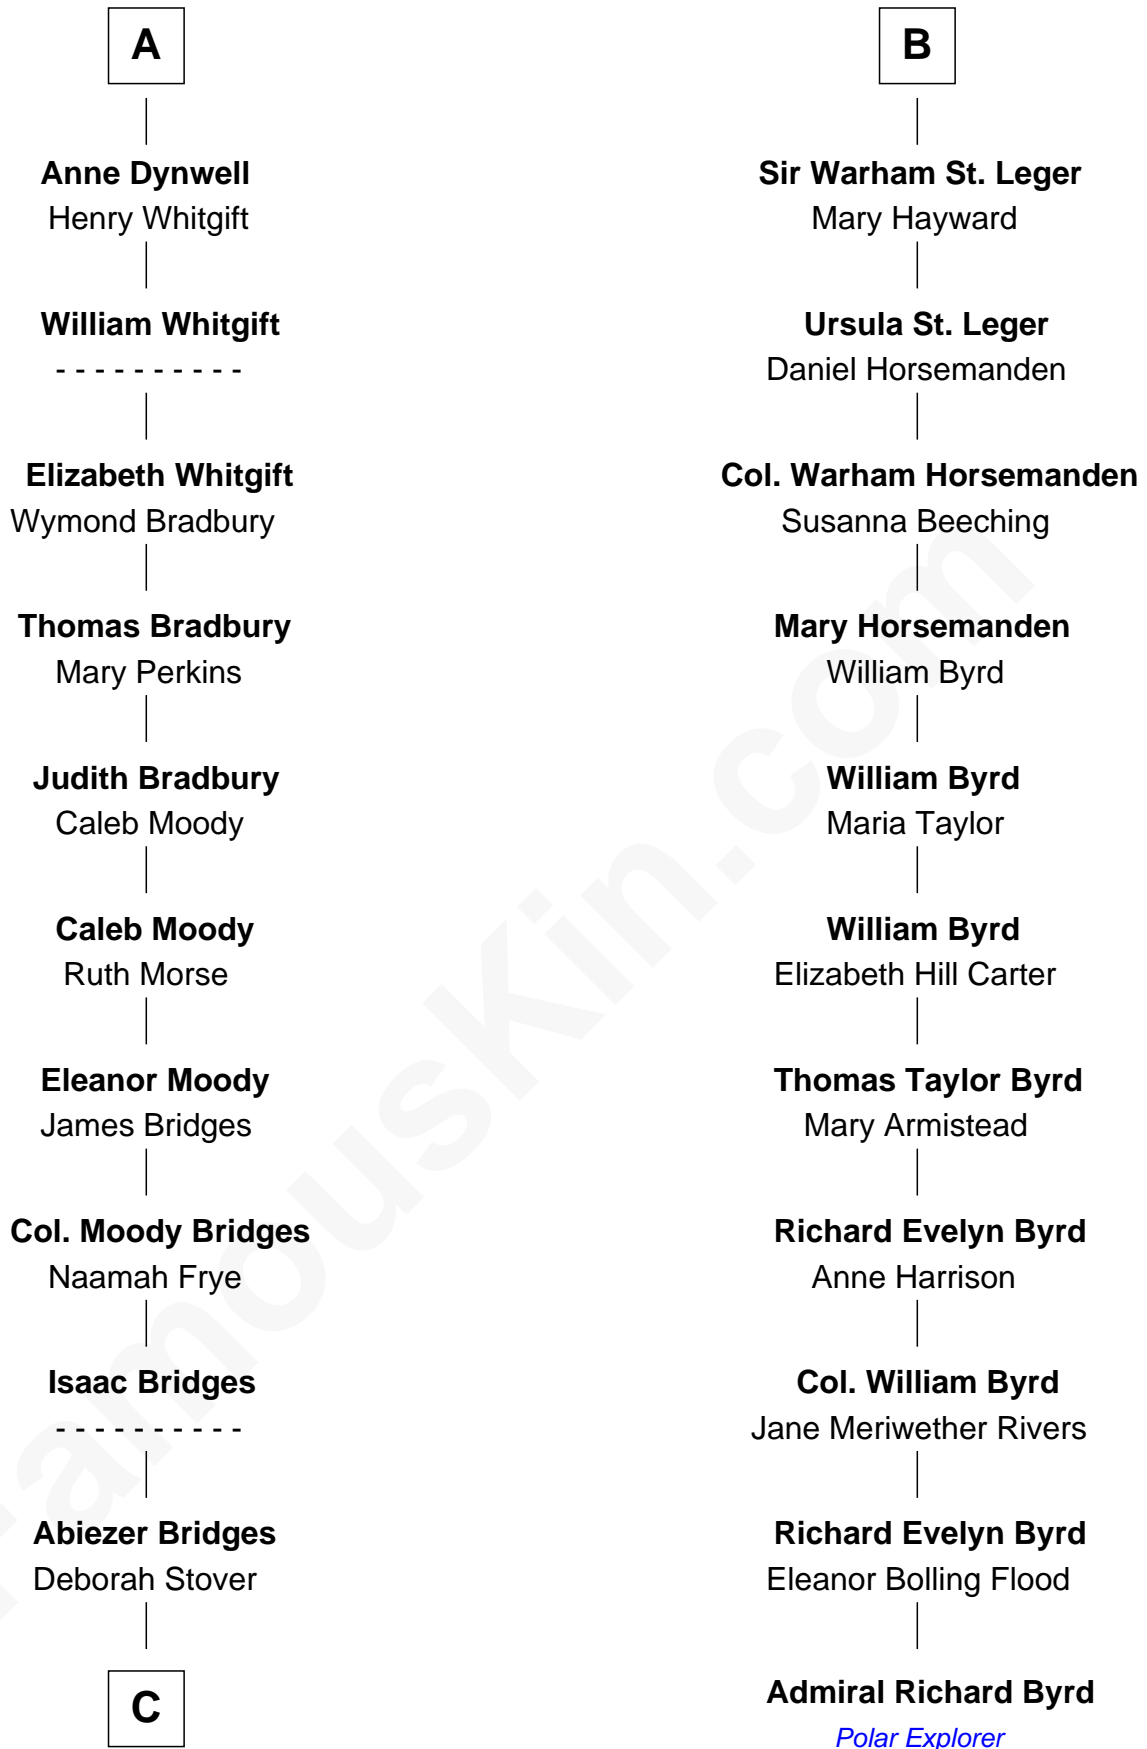 A
Anne Dynwell
Henry Whitgift
William Whitgift
- - - - - - - - - -
Elizabeth Whitgift
Wymond Bradbury
Thomas Bradbury
Mary Perkins
Judith Bradbury
Caleb Moody
Caleb Moody
Ruth Morse
Eleanor Moody
James Bridges
Col. Moody Bridges
Naamah Frye
Isaac Bridges
- - - - - - - - - -
Abiezer Bridges
Deborah Stover
C
B
Sir Warham St. Leger
Mary Hayward
Ursula St. Leger
Daniel Horsemanden
Col. Warham Horsemanden
Susanna Beeching
Mary Horsemanden
William Byrd
William Byrd
Maria Taylor
William Byrd
Elizabeth Hill Carter
Thomas Taylor Byrd
Mary Armistead
Richard Evelyn Byrd
Anne Harrison
Col. William Byrd
Jane Meriwether Rivers
Richard Evelyn Byrd
Eleanor Bolling Flood
Admiral Richard Byrd
Polar Explorer
FamousKin.com